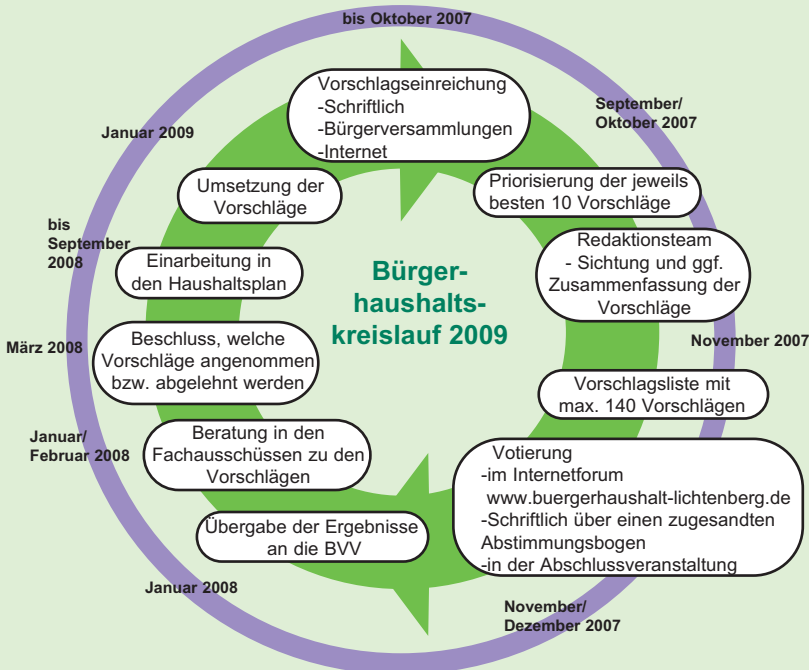 bis Oktober 2007
Vorschlagseinreichung
-Schriftlich
-Bürgerversammlungen
-Internet
September/
Oktober 2007
Priorisierung der jeweils
besten 10 Vorschläge
Redaktionsteam
- Sichtung und ggf.
Zusammenfassung der
Vorschläge
November 2007
Vorschlagsliste mit
max. 140 Vorschlägen
Votierung
-im Internetforum
www.buergerhaushalt-lichtenberg.de
-Schriftlich über einen zugesandten
Abstimmungsbogen
-in der Abschlussveranstaltung
November/
Dezember 2007
Übergabe der Ergebnisse
an die BVV
Januar 2008
Beratung in den
Fachausschüssen zu den
Vorschlägen
Januar/
Februar 2008
Beschluss, welche
Vorschläge angenommen
bzw. abgelehnt werden
März 2008
Einarbeitung in
den Haushaltsplan
bis
September
2008
Umsetzung der
Vorschläge
Januar 2009
Bürger-
haushalts-
kreislauf 2009